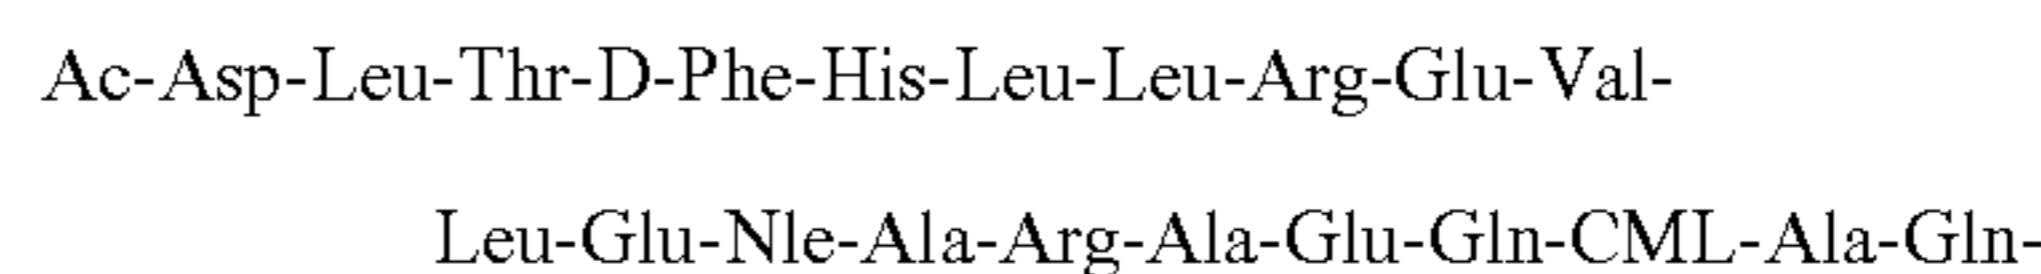 Ac-Asp-Leu-Thr-D-Phe-His-Leu-Leu-Arg-Glu-Val-
Leu-Glu-Nle-Ala-Arg-Ala-Glu-Gln-CML-Ala-Gln-